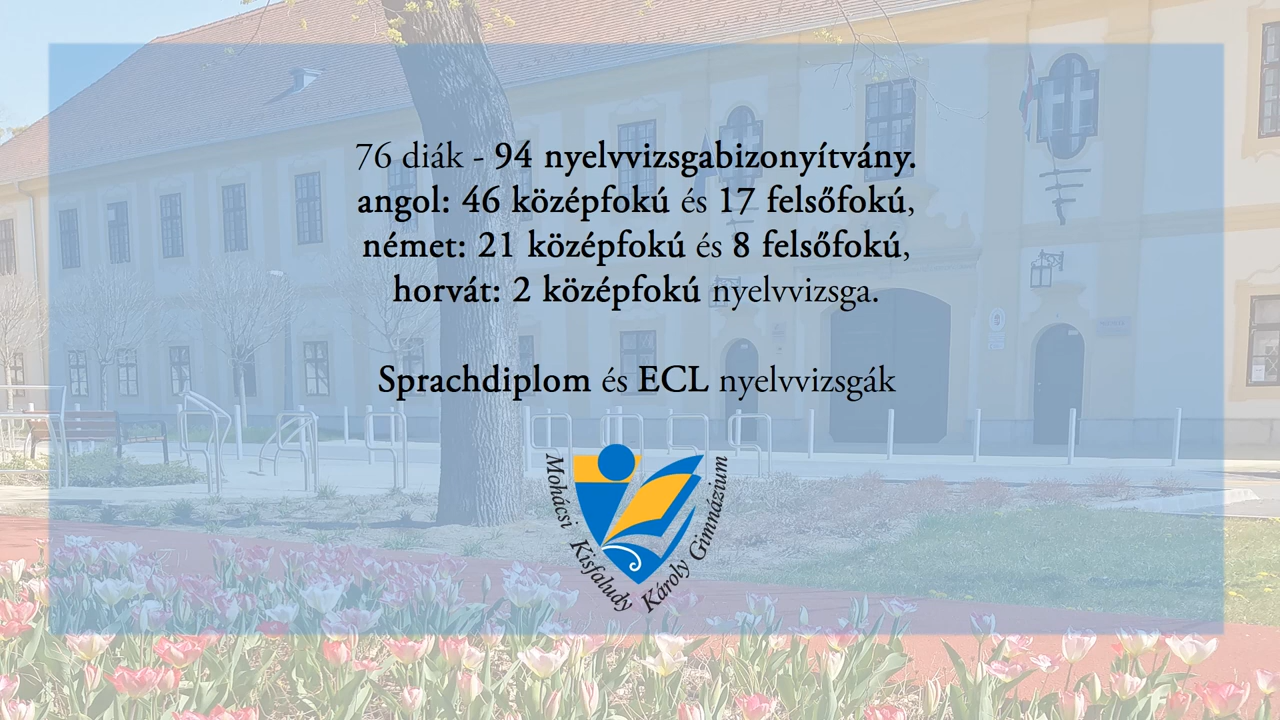 76 diák - 94 nyelvvizsgabizonyítvány.
angol: 46 középfokú és 17 felsőfokú,
német: 21 középfokú és 8 felsőfokú,
horvát: 2 középfokú nyelvvizsga.
Sprachdiplom és ECL nyelvvizsgák
Mohácsi Kisfaludy Károly Gimnázium